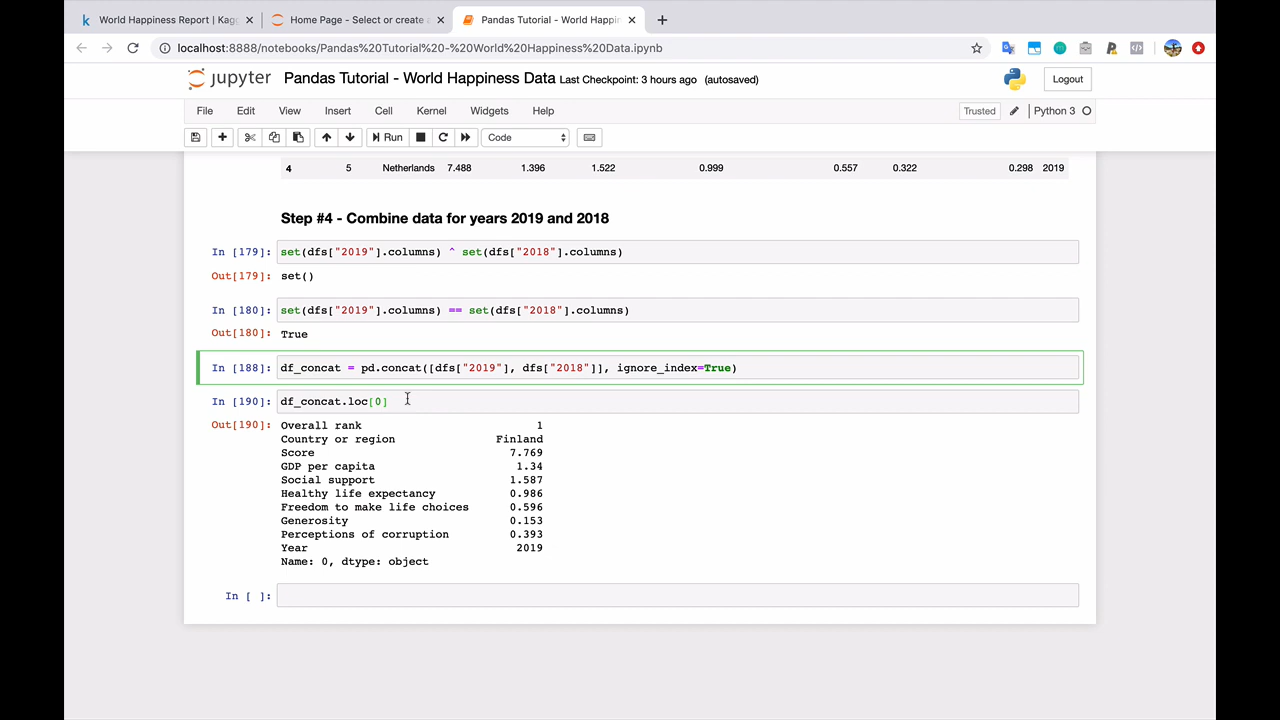 World Happiness Report | Kag
Home Page - Select or create a
Pandas Tutorial - World Happin
localhost:8888/notebooks/Pandas%20Tutorial%20-%20World%20Happiness%20Data.ipynb
jupyter Pandas Tutorial - World Happiness Data Last Checkpoint: 3 hours ago (autosaved)
Logout
File Edit View Insert Cell Kernel Widgets Help
Trusted
Python 3
Run
Code
4 5 Netherlands 7.488 1.396 1.522 0.999 0.557 0.322 0.298 2019
Step #4 - Combine data for years 2019 and 2018
In [179]: set(dfs["2019"].columns) ^ set(dfs["2018"].columns)
Out[179]: set()
In [180]: set(dfs["2019"].columns) == set(dfs["2018"].columns)
Out[180]: True
In [188]: df_concat = pd.concat([dfs["2019"], dfs["2018"]], ignore_index=True)
In [190]: df_concat.loc[0]
Out[190]: Overall rank 1
Country or region Finland
Score 7.769
GDP per capita 1.34
Social support 1.587
Healthy life expectancy 0.986
Freedom to make life choices 0.596
Generosity 0.153
Perceptions of corruption 0.393
Year 2019
Name: 0, dtype: object
In [ ]: